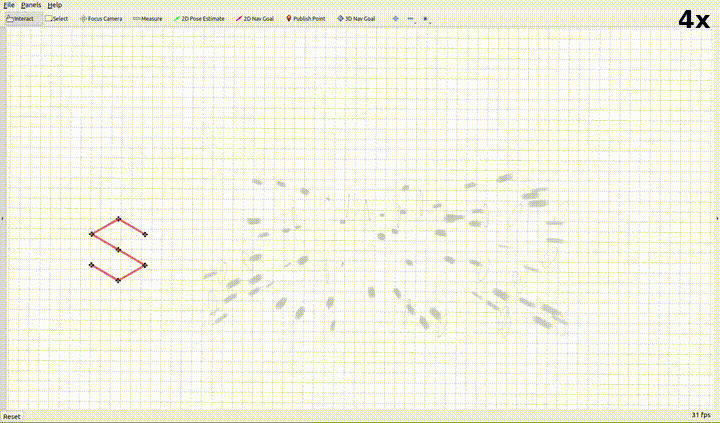 File Panels Help
Interact Select Focus Camera Measure 2D Pose Estimate 2D Nav Goal Publish Point 3D Nav Goal
4x
Reset 31 fps